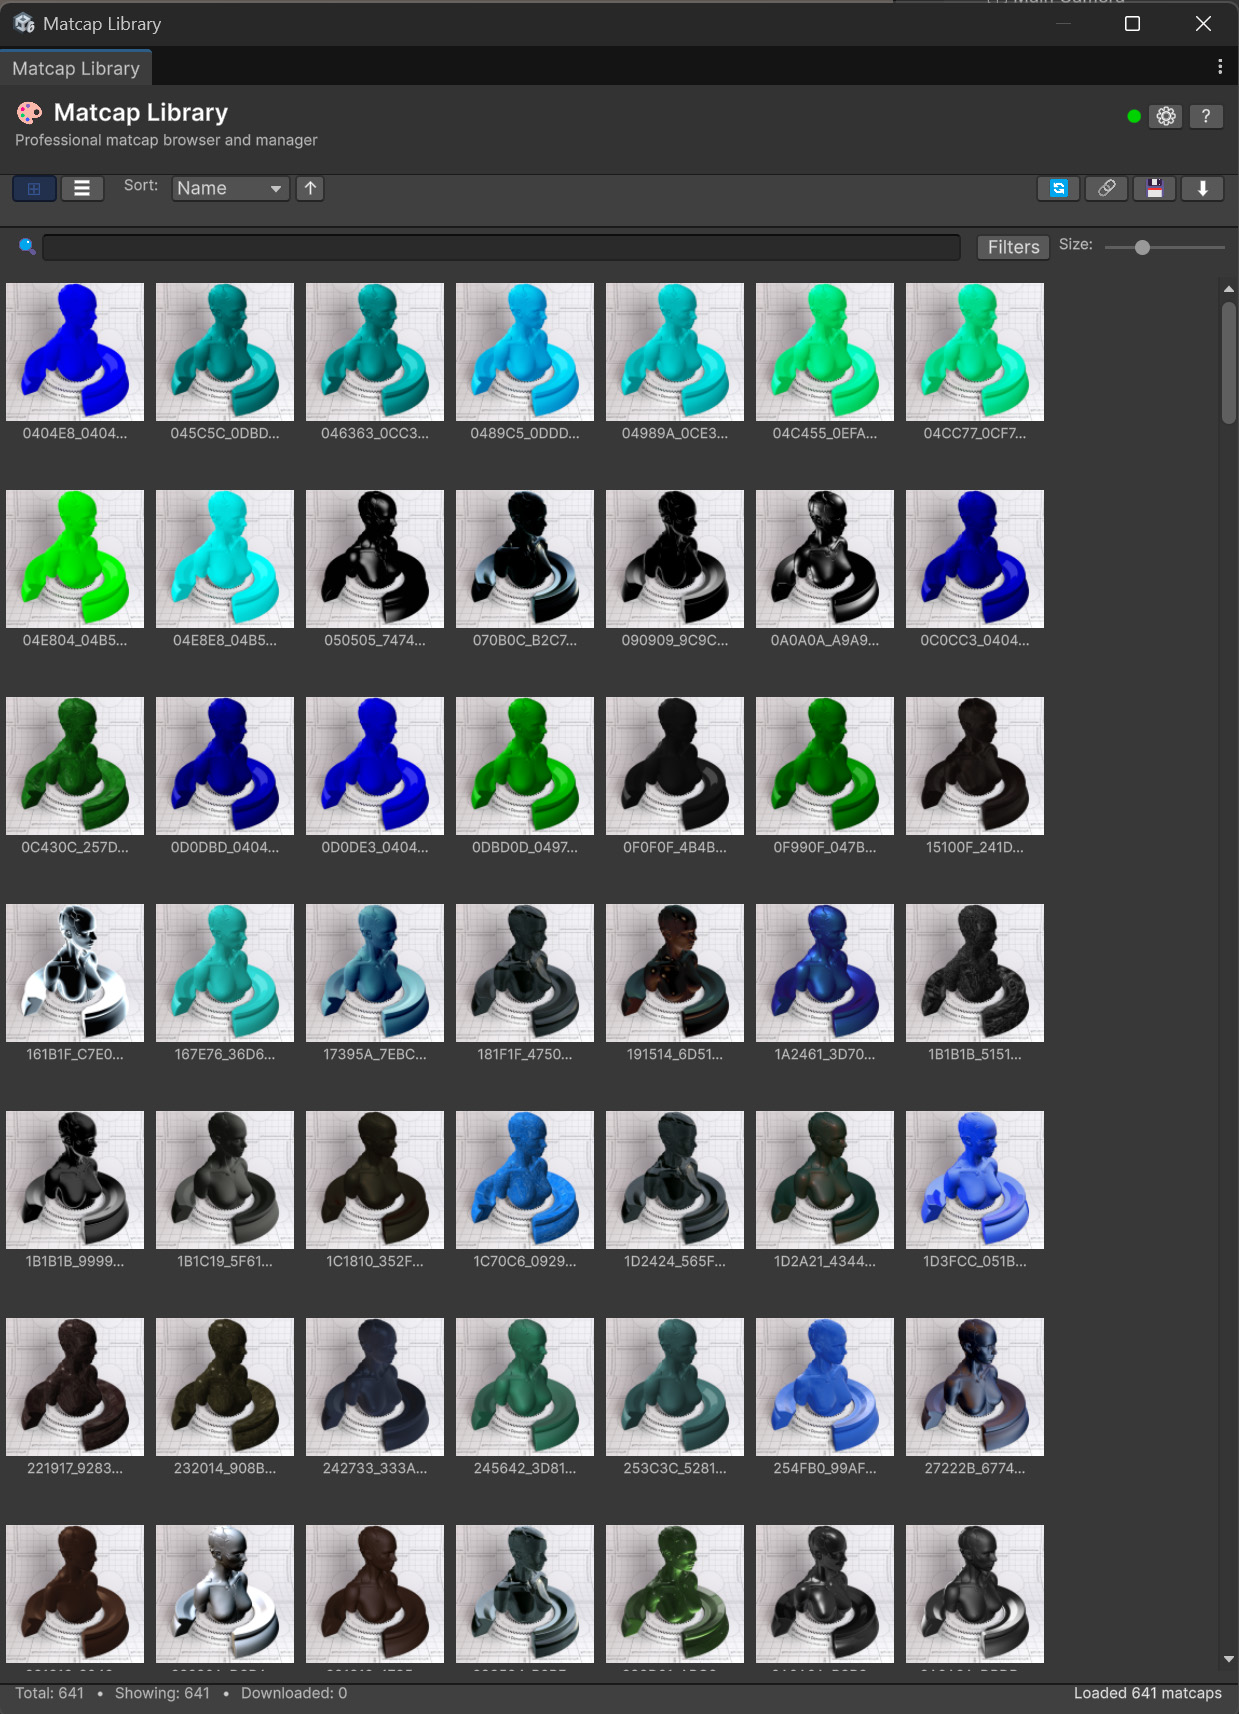 Matcap Library
Matcap Library
Matcap Library
Professional matcap browser and manager
?
Sort: Name
Filters Size:
0404E8_0404... 045C5C_0DBD... 046363_0CC3... 0489C5_0DDD... 04989A_0CE3... 04C455_0EFA... 04CC77_0CF7...
04E804_04B5... 04E8E8_04B5... 050505_7474... 070B0C_B2C7... 090909_9C9C... 0A0A0A_A9A9... 0C0CC3_0404...
0C430C_257D... 0D0DBD_0404... 0D0DE3_0404... 0DBD0D_0497... 0F0F0F_4B4B... 0F990F_047B... 15100F_241D...
161B1F_C7E0... 167E76_36D6... 17395A_7EBC... 181F1F_4750... 191514_6D51... 1A2461_3D70... 1B1B1B_5151...
1B1B1B_9999... 1B1C19_5F61... 1C1810_352F... 1C70C6_0929... 1D2424_565F... 1D2A21_4344... 1D3FCC_051B...
221917_9283... 232014_908B... 242733_333A... 245642_3D81... 253C3C_5281... 254FB0_99AF... 27222B_6774...
Total: 641 • Showing: 641 • Downloaded: 0
Loaded 641 matcaps